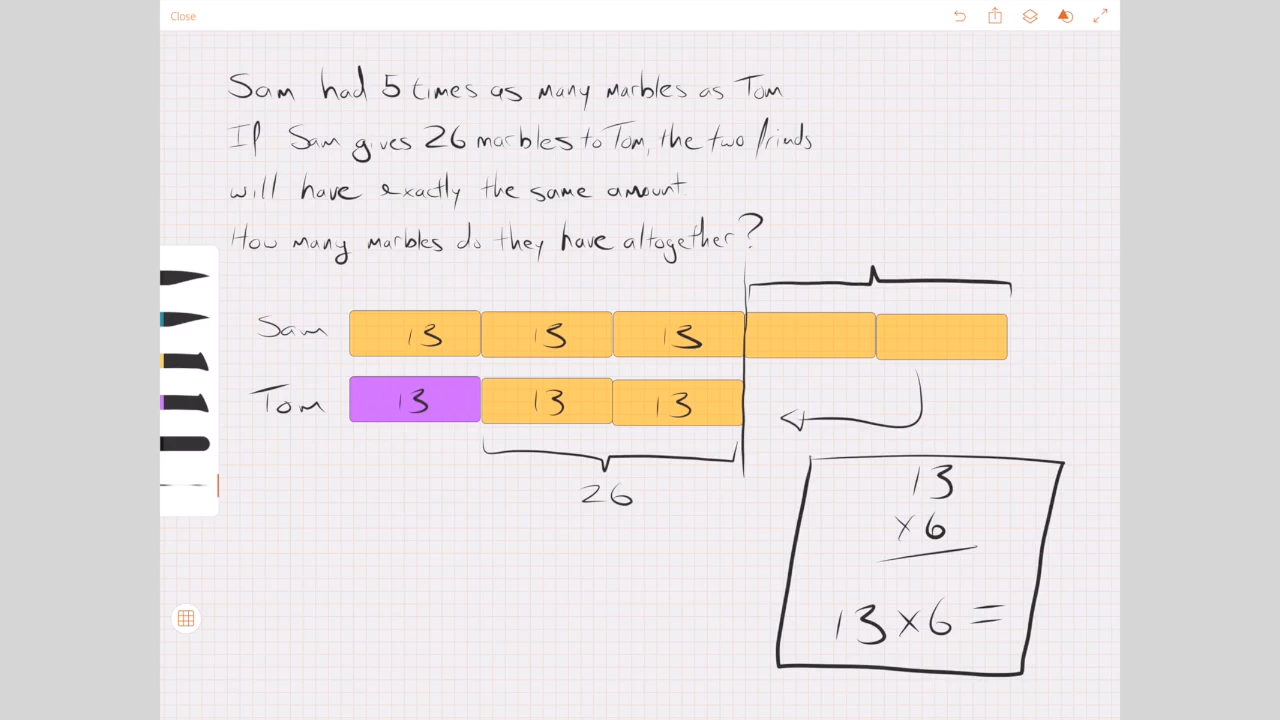 Close
Sam had 5 times as many marbles as Tom
If Sam gives 26 marbles to Tom, the two friends
will have exactly the same amount
How many marbles do they have altogether?
Sam 13 13 13
Tom 13 13 13
26
13
×6
13×6=